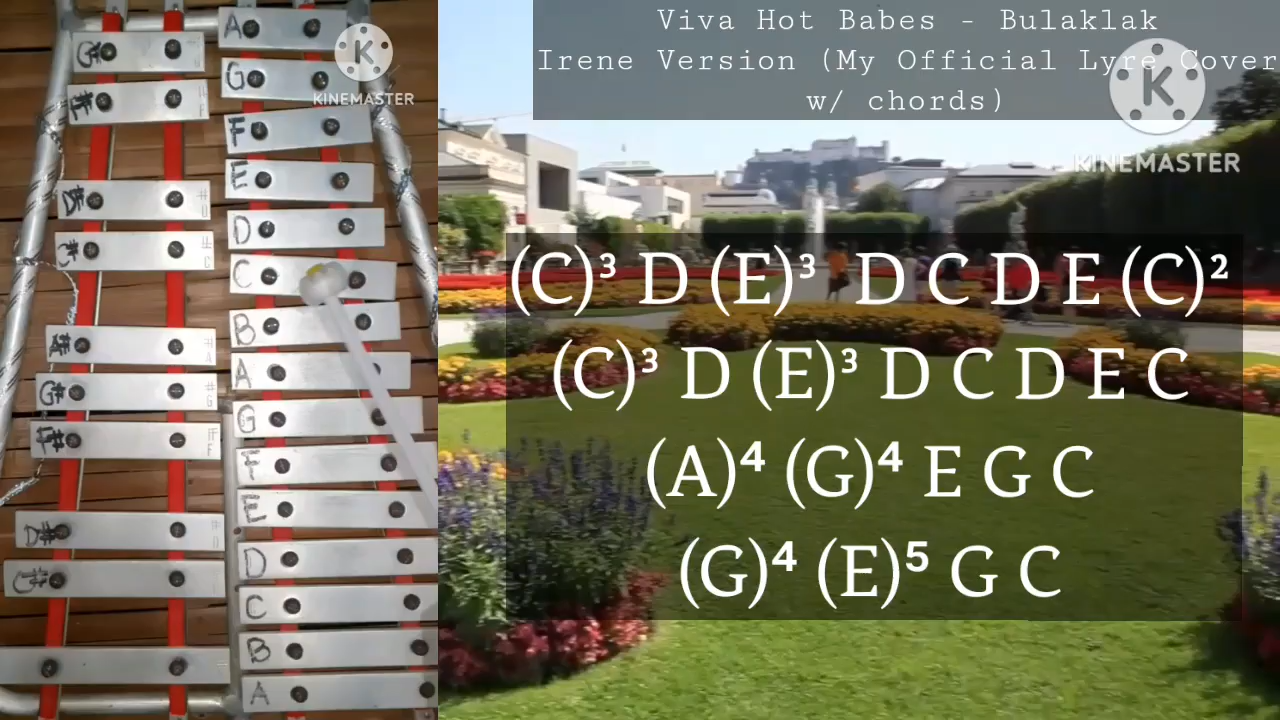 Viva Hot Babes - Bulaklak
Irene Version (My Official Lyre Cover
w/ chords)
KINEMASTER
KINEMASTER
(C)³ D (E)³ D C D E (C)²
(C)³ D (E)³ D C D E C
(A)⁴ (G)⁴ E G C
(G)⁴ (E)⁵ G C
A
G
F
E
D
C
B
A
G
F
E
D
C
B
A
G#
F#
D#
C#
A#
G#
F#
D#
C#
#D
#C
#A
#G
#F
#D